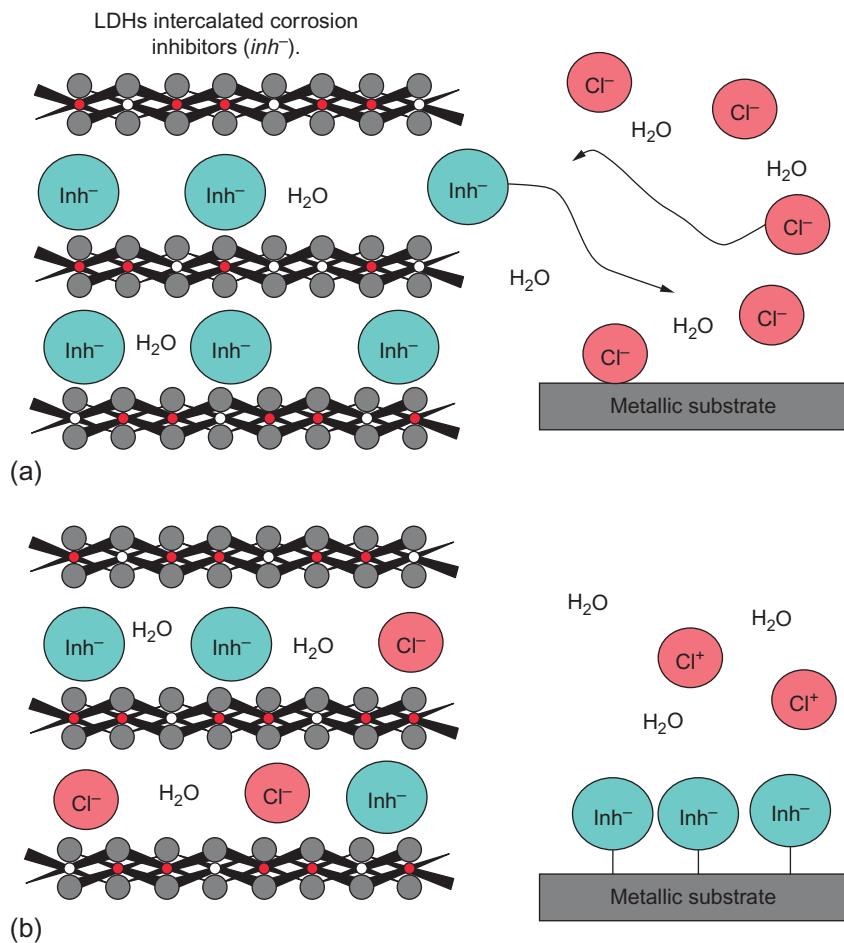 LDHs intercalated corrosion
inhibitors (inh⁻).
Cl⁻
Cl⁻
H₂O
Inh⁻
Inh⁻
H₂O
Inh⁻
H₂O
Cl⁻
H₂O
Cl⁻
Inh⁻
H₂O
Inh⁻
Inh⁻
H₂O
Cl⁻
Metallic substrate
(a)
H₂O
H₂O
Inh⁻
H₂O
Inh⁻
H₂O
Cl⁻
Cl⁺
Cl⁺
H₂O
Cl⁻
H₂O
Cl⁻
Inh⁻
Inh⁻
Inh⁻
Inh⁻
Metallic substrate
(b)